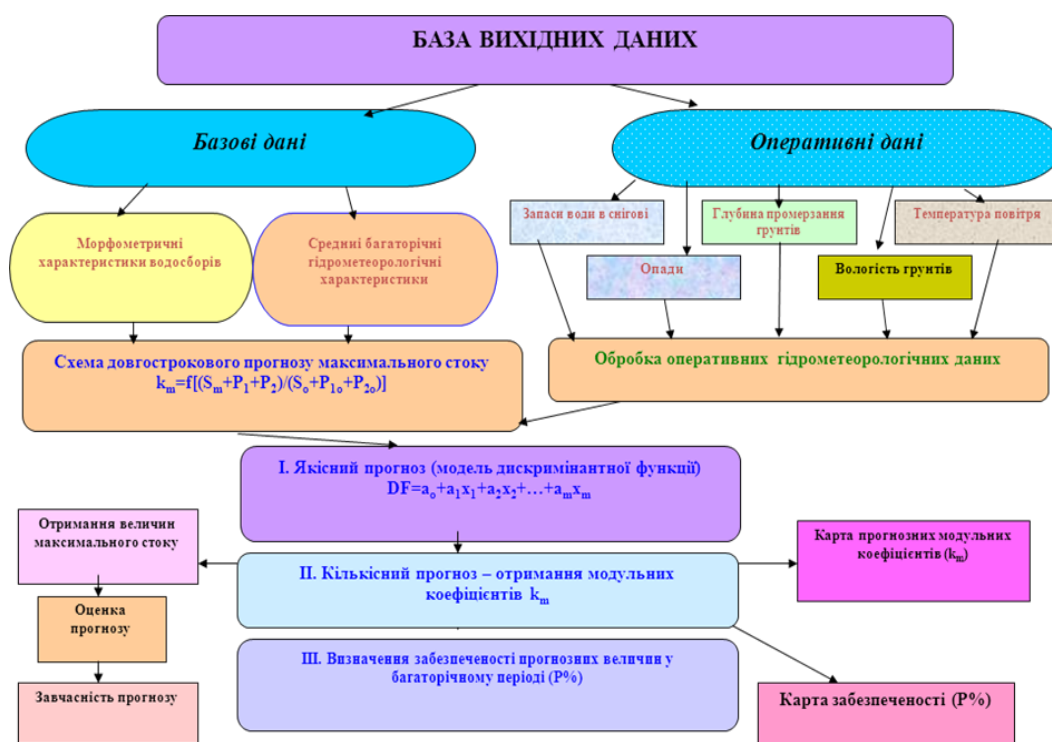 БАЗА ВИХІДНИХ ДАНИХ
Базові дані
Оперативні дані
Запаси води в снігові
Глубина промерзання
грунтів
Температура повітря
Опади
Вологість грунтів
Морфометричні
характеристики водосборів
Средниі багаторічні
гідрометеорологічні
характеристики
Схема довгострокового прогнозу максимального стоку
kₘ=f[(Sₘ+P₁+P₂)/(Sₒ+P₁ₒ+P₂ₒ)]
Обробка оперативних гідрометеорологічних даних
I. Якісний прогноз (модель дискримінантної функції)
DF=aₒ+a₁x₁+a₂x₂+…+aₘxₘ
Отримання величин
максимального стоку
Карта прогнозних модульних
коефіцієнтів (kₘ)
II. Кількісний прогноз – отримання модульних
коефіцієнтів kₘ
Оценка
прогнозу
III. Визначення забезпеченості прогнозних величин у
багаторічному періоді (P%)
Завчасність прогнозу
Карта забезпеченості (P%)